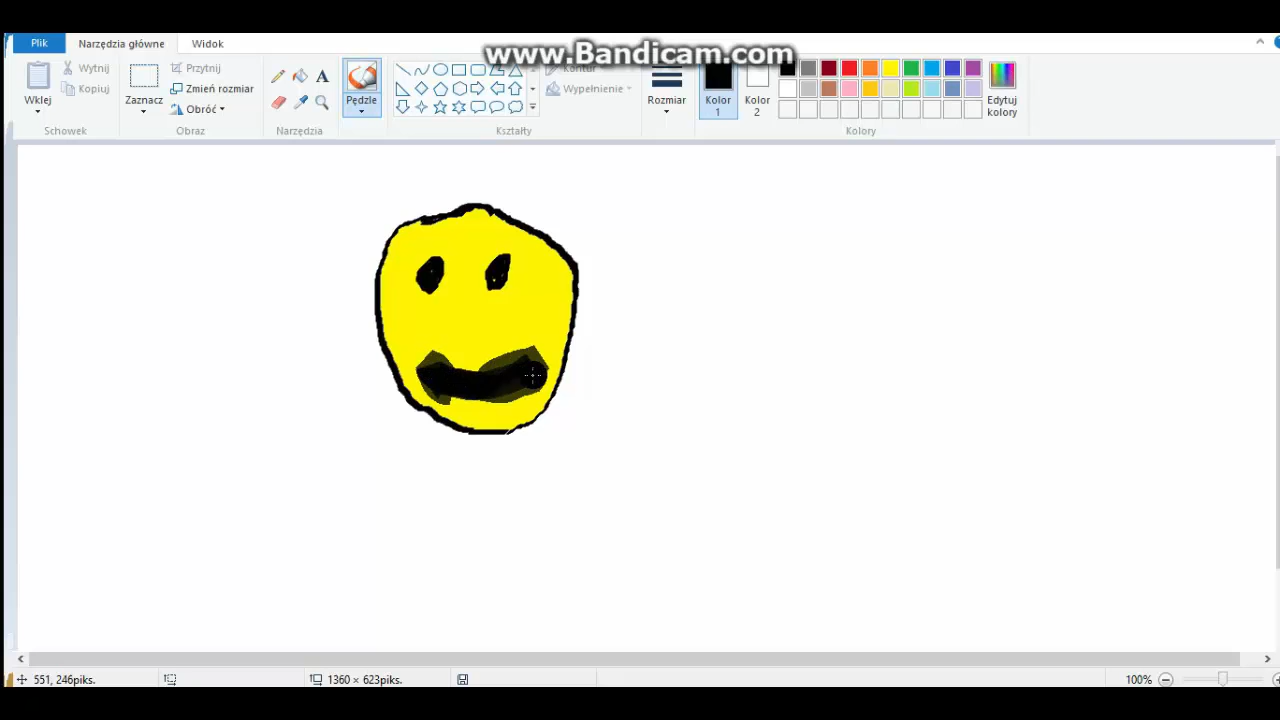 www.Bandicam.com
Plik Narzędzia główne Widok
Wklej
Wytnij
Kopiuj
Schowek
Zaznacz
Przytnij
Zmień rozmiar
Obróć
Obraz
A
Narzędzia
Pędzle
Kontur
Wypełnienie
Kształty
Rozmiar
Kolor
1
Kolor
2
Edytuj
kolory
Kolory
551, 246piks. 1360 × 623piks. 100%